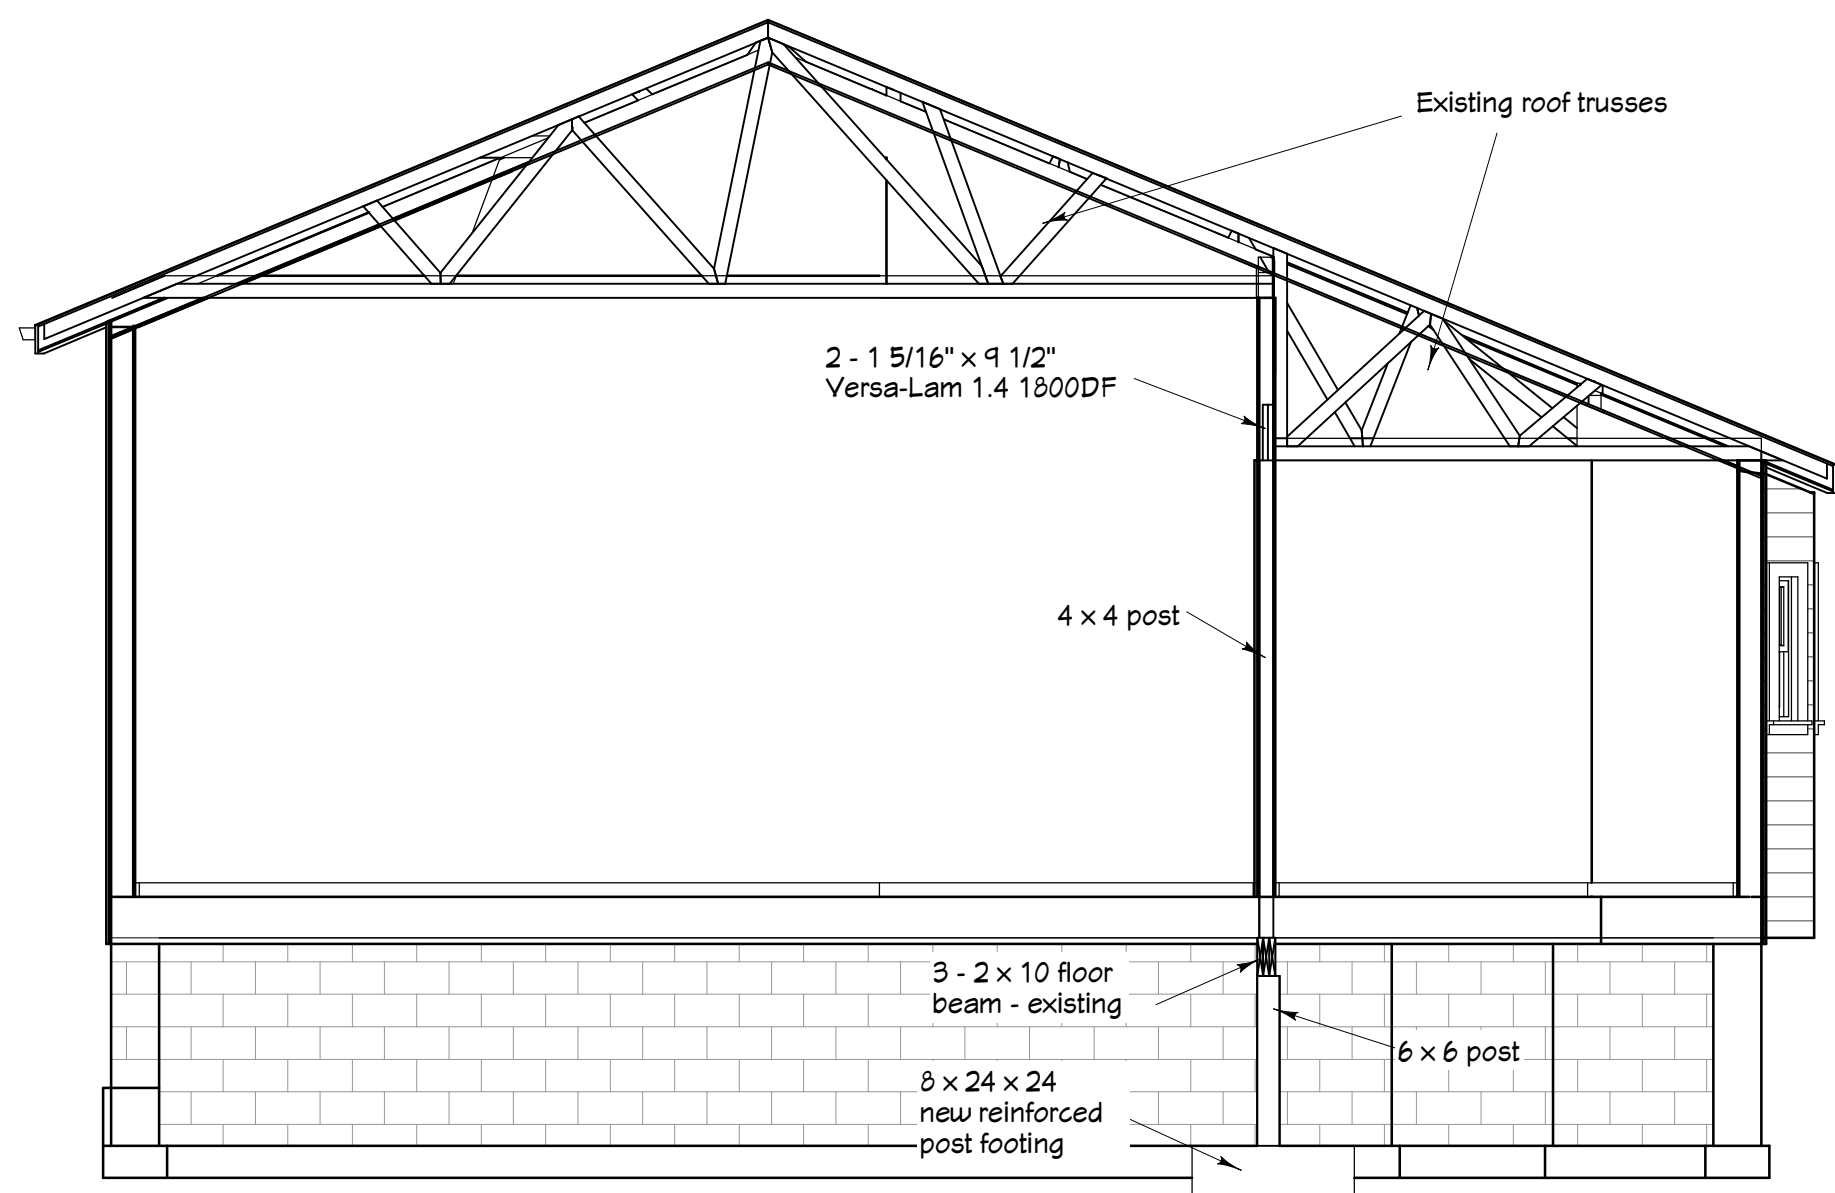 Existing roof trusses
2 - 1 5/16" x 9 1/2"
Versa-Lam 1.4 1800DF
4 x 4 post
3 - 2 x 10 floor
beam - existing
6 x 6 post
8 x 24 x 24
new reinforced
post footing